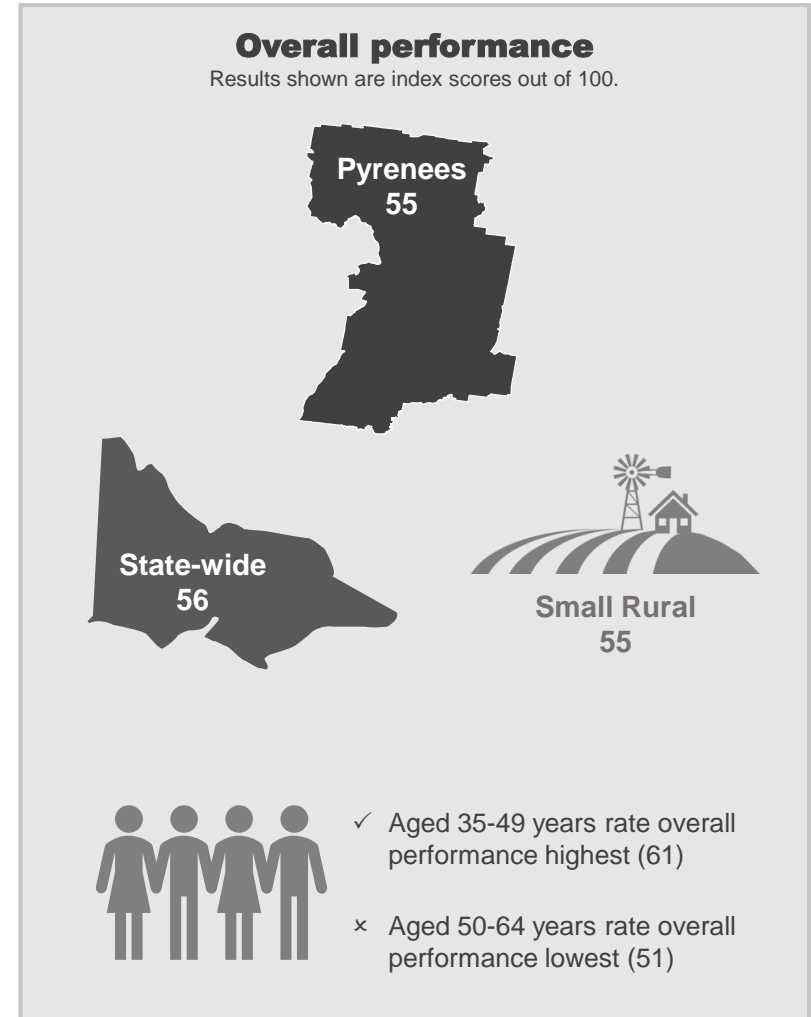 Overall performance
Results shown are index scores out of 100.
Pyrenees
55
State-wide
56
Small Rural
55
✓ Aged 35-49 years rate overall
performance highest (61)
× Aged 50-64 years rate overall
performance lowest (51)